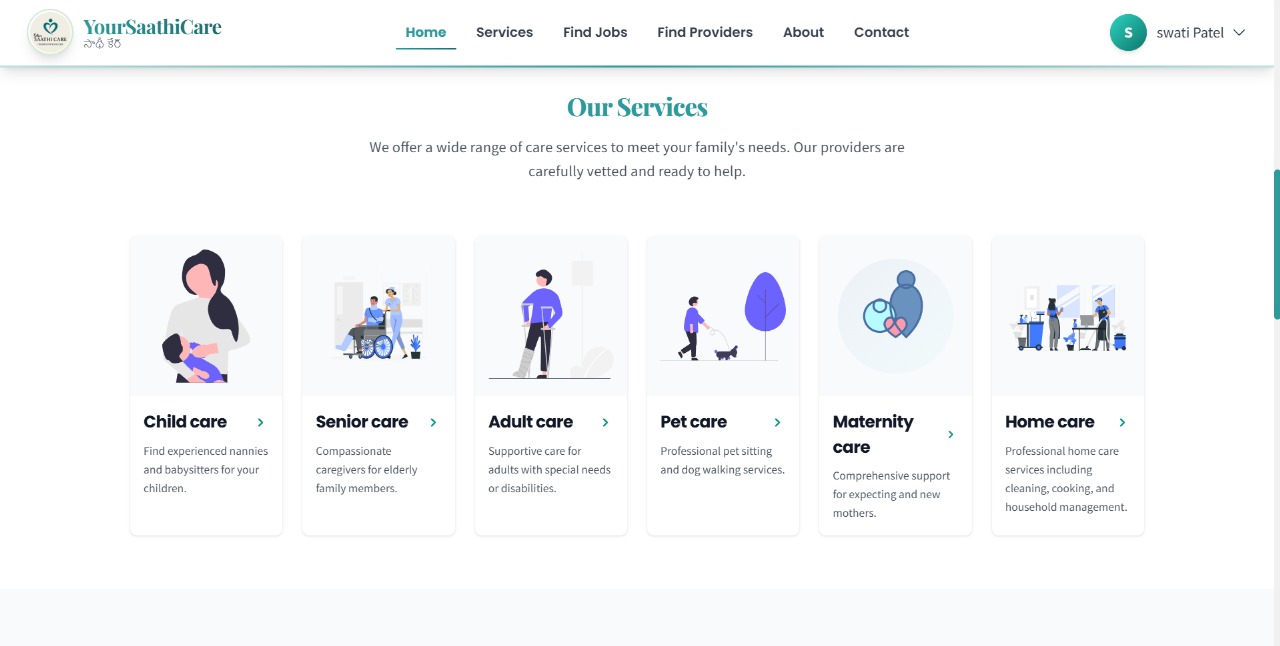 YourSaathiCare
సాథీ కేర్
Home
Services
Find Jobs
Find Providers
About
Contact
S
swati Patel
Our Services
We offer a wide range of care services to meet your family's needs. Our providers are
carefully vetted and ready to help.
Child care
Find experienced nannies
and babysitters for your
children.
Senior care
Compassionate
caregivers for elderly
family members.
Adult care
Supportive care for
adults with special needs
or disabilities.
Pet care
Professional pet sitting
and dog walking services.
Maternity
care
Comprehensive support
for expecting and new
mothers.
Home care
Professional home care
services including
cleaning, cooking, and
household management.